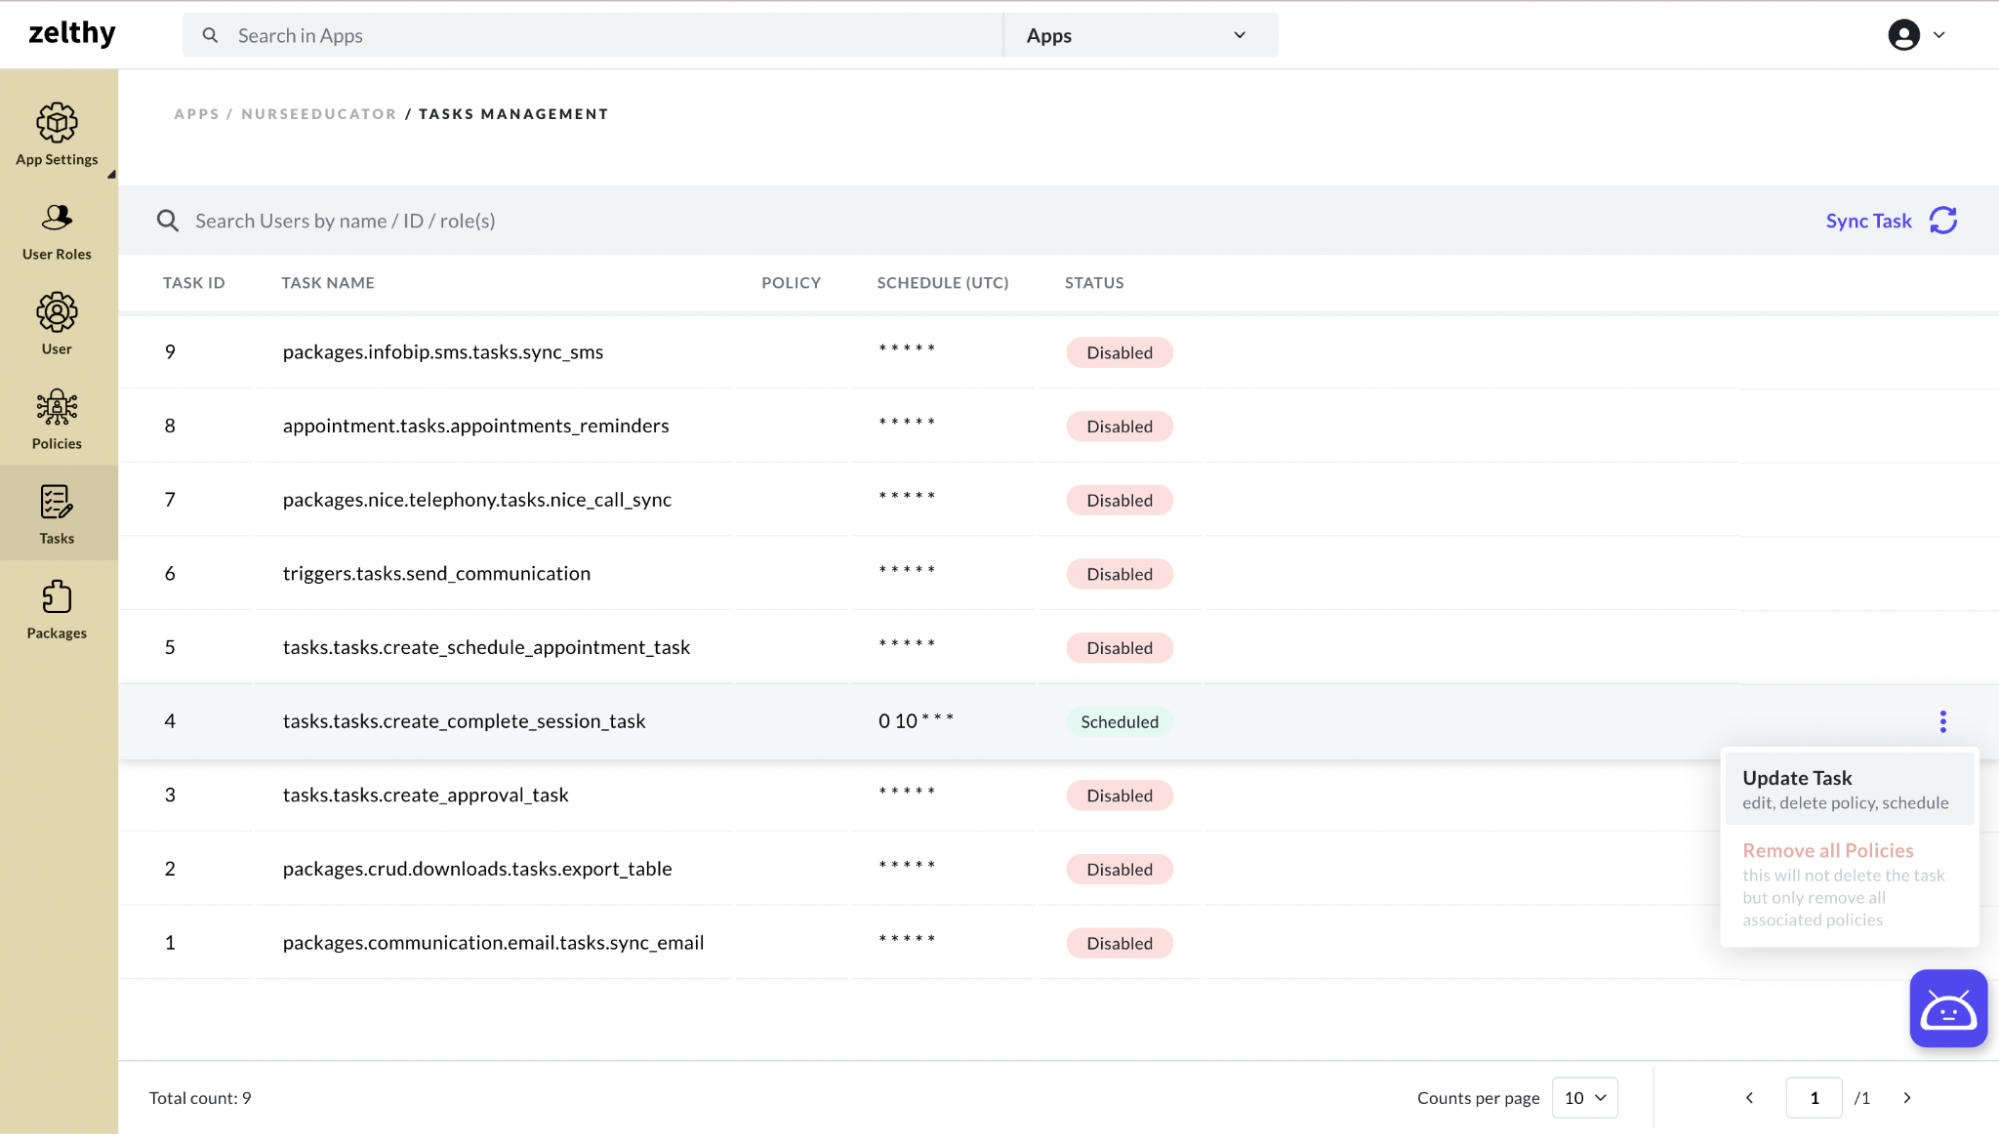 zelthy
Search in Apps
Apps
App Settings
User Roles
User
Policies
Tasks
Packages
APPS / NURSEEDUCATOR / TASKS MANAGEMENT
Search Users by name / ID / role(s)
Sync Task
TASK ID TASK NAME POLICY SCHEDULE (UTC) STATUS
9 packages.infobip.sms.tasks.sync_sms * * * * * Disabled
8 appointment.tasks.appointments_reminders * * * * * Disabled
7 packages.nice.telephony.tasks.nice_call_sync * * * * * Disabled
6 triggers.tasks.send_communication * * * * * Disabled
5 tasks.tasks.create_schedule_appointment_task * * * * * Disabled
4 tasks.tasks.create_complete_session_task 0 10 * * * Scheduled
3 tasks.tasks.create_approval_task * * * * * Disabled
2 packages.crud.downloads.tasks.export_table * * * * * Disabled
1 packages.communication.email.tasks.sync_email * * * * * Disabled
Update Task
edit, delete policy, schedule
Remove all Policies
this will not delete the task
but only remove all
associated policies
Total count: 9
Counts per page 10
1 /1